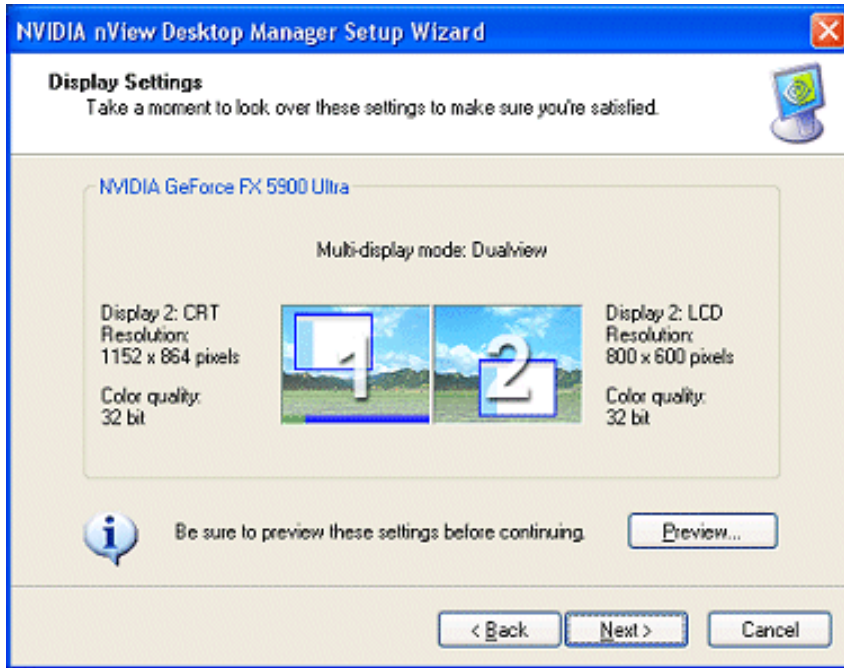 NVIDIA nView Desktop Manager Setup Wizard
Display Settings
Take a moment to look over these settings to make sure you're satisfied.
NVIDIA GeForce FX 5900 Ultra
Multi-display mode: Dualview
Display 2: CRT
Resolution:
1152 x 864 pixels
Color quality:
32 bit
1
2
Display 2: LCD
Resolution:
800 x 600 pixels
Color quality:
32 bit
Be sure to preview these settings before continuing.
Preview...
< Back
Next >
Cancel